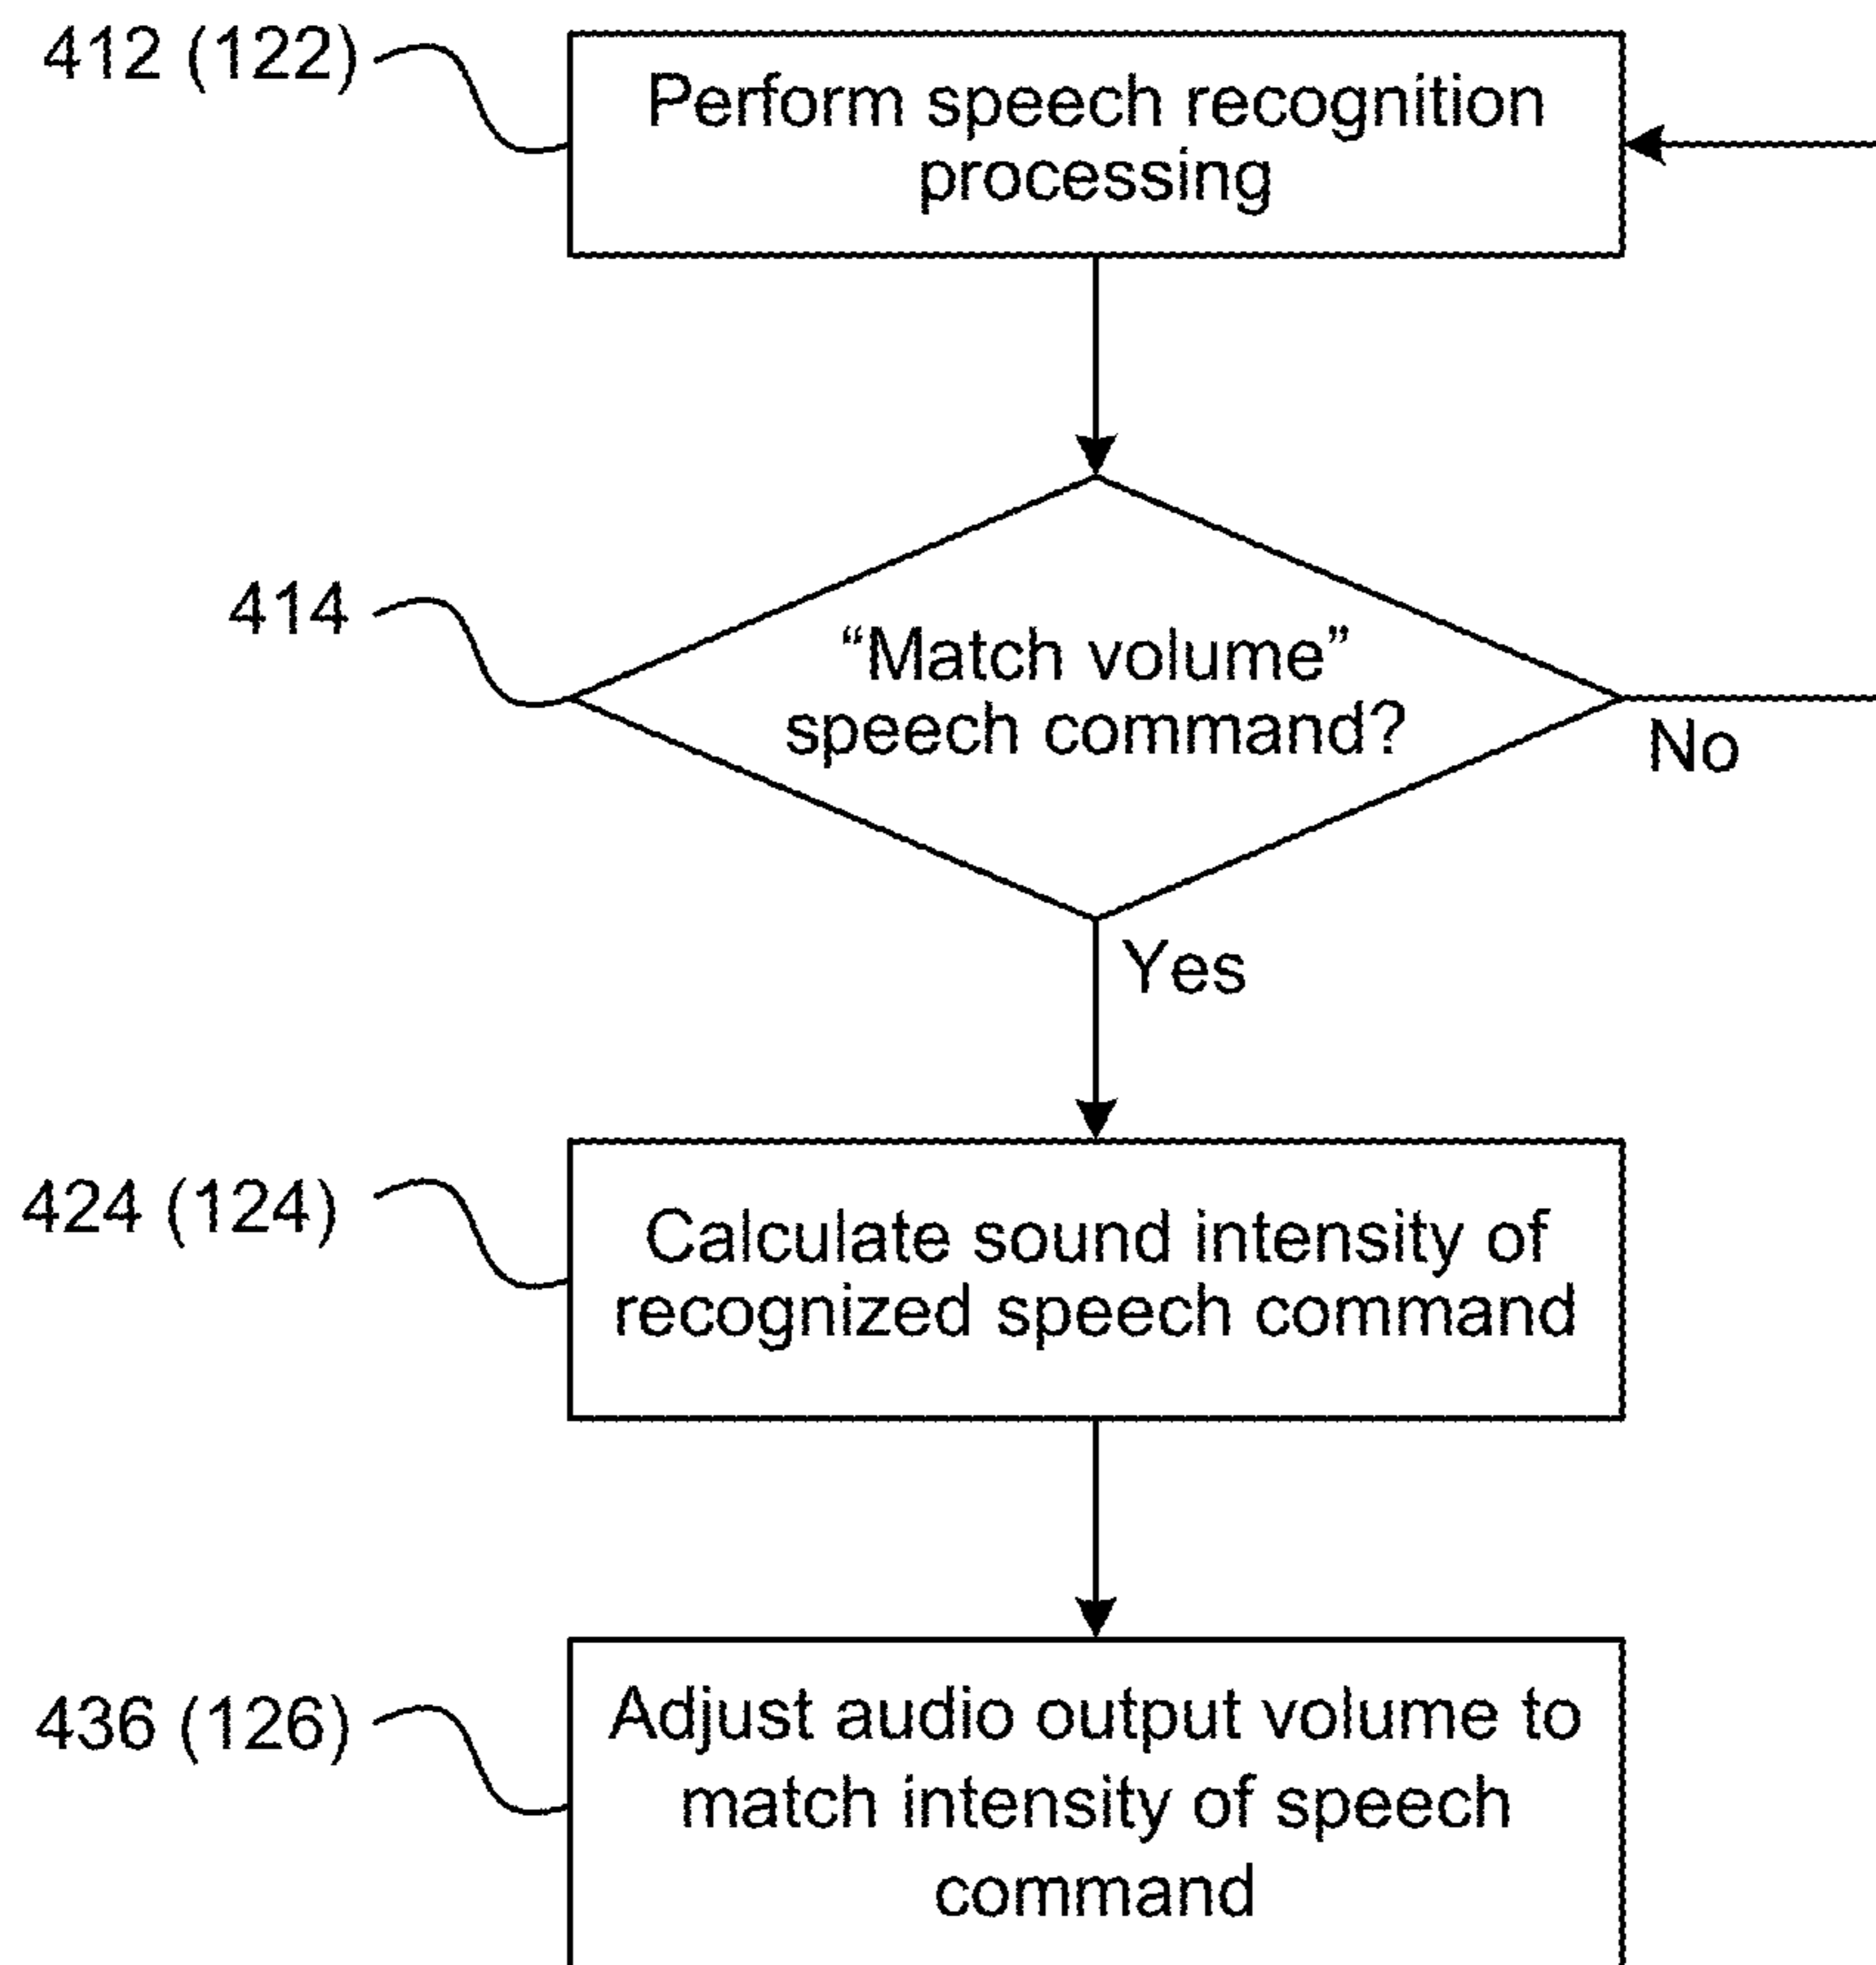 412 (122)
Perform speech recognition
processing
414
“Match volume”
speech command?
No
Yes
424 (124)
Calculate sound intensity of
recognized speech command
436 (126)
Adjust audio output volume to
match intensity of speech
command